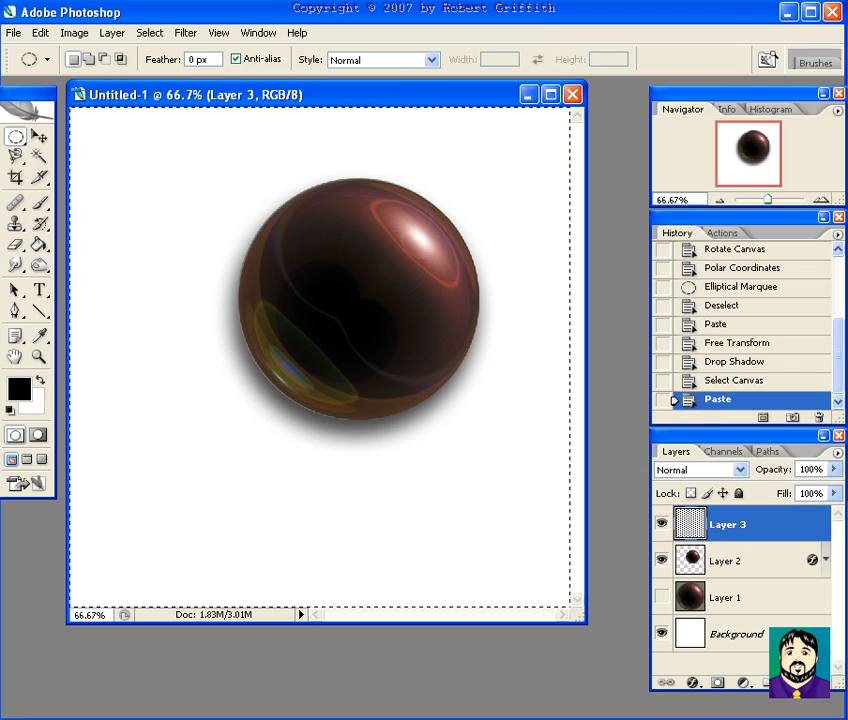 Adobe Photoshop
Copyright © 2007 by Robert Griffith
File Edit Image Layer Select Filter View Window Help
Feather: 0 px Anti-alias Style: Normal Width: Height: Brushes
Untitled-1 @ 66.7% (Layer 3, RGB/8)
Navigator Info Histogram
66.67%
History Actions
Rotate Canvas
Polar Coordinates
Elliptical Marquee
Deselect
Paste
Free Transform
Drop Shadow
Select Canvas
Paste
Layers Channels Paths
Normal Opacity: 100%
Lock: Fill: 100%
Layer 3
Layer 2
Layer 1
Background
66.67% Doc: 1.83M/3.01M